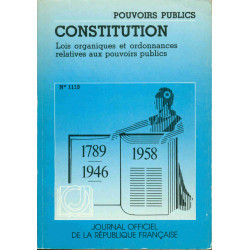 POUVOIRS PUBLICS
CONSTITUTION
Lois organiques et ordonnances
relatives aux pouvoirs publics
N° 1119
1789
1946
1958
JOURNAL OFFICIEL
DE LA RÉPUBLIQUE FRANÇAISE